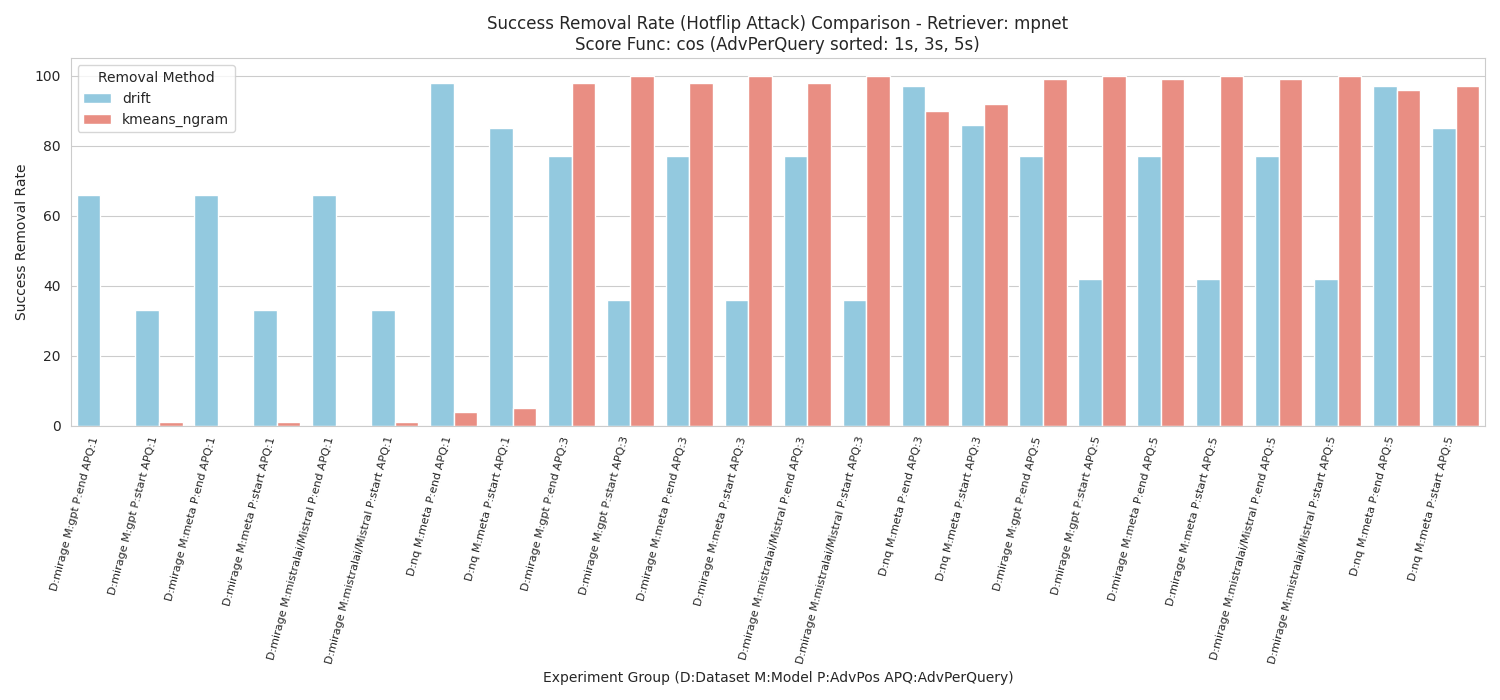 Success Removal Rate (Hotflip Attack) Comparison - Retriever: mpnet
Score Func: cos (AdvPerQuery sorted: 1s, 3s, 5s)
Removal Method
drift
kmeans_ngram
Success Removal Rate
100
80
60
40
20
0
D:mirage M:gpt P:end APQ:1
D:mirage M:gpt P:start APQ:1
D:mirage M:meta P:end APQ:1
D:mirage M:meta P:start APQ:1
D:mirage M:mistralai/Mistral P:end APQ:1
D:mirage M:mistralai/Mistral P:start APQ:1
D:nq M:meta P:end APQ:1
D:nq M:meta P:start APQ:1
D:mirage M:gpt P:end APQ:3
D:mirage M:gpt P:start APQ:3
D:mirage M:meta P:end APQ:3
D:mirage M:meta P:start APQ:3
D:mirage M:mistralai/Mistral P:end APQ:3
D:mirage M:mistralai/Mistral P:start APQ:3
D:nq M:meta P:end APQ:3
D:nq M:meta P:start APQ:3
D:mirage M:gpt P:end APQ:5
D:mirage M:gpt P:start APQ:5
D:mirage M:meta P:end APQ:5
D:mirage M:meta P:start APQ:5
D:mirage M:mistralai/Mistral P:end APQ:5
D:mirage M:mistralai/Mistral P:start APQ:5
D:nq M:meta P:end APQ:5
D:nq M:meta P:start APQ:5
Experiment Group (D:Dataset M:Model P:AdvPos APQ:AdvPerQuery)